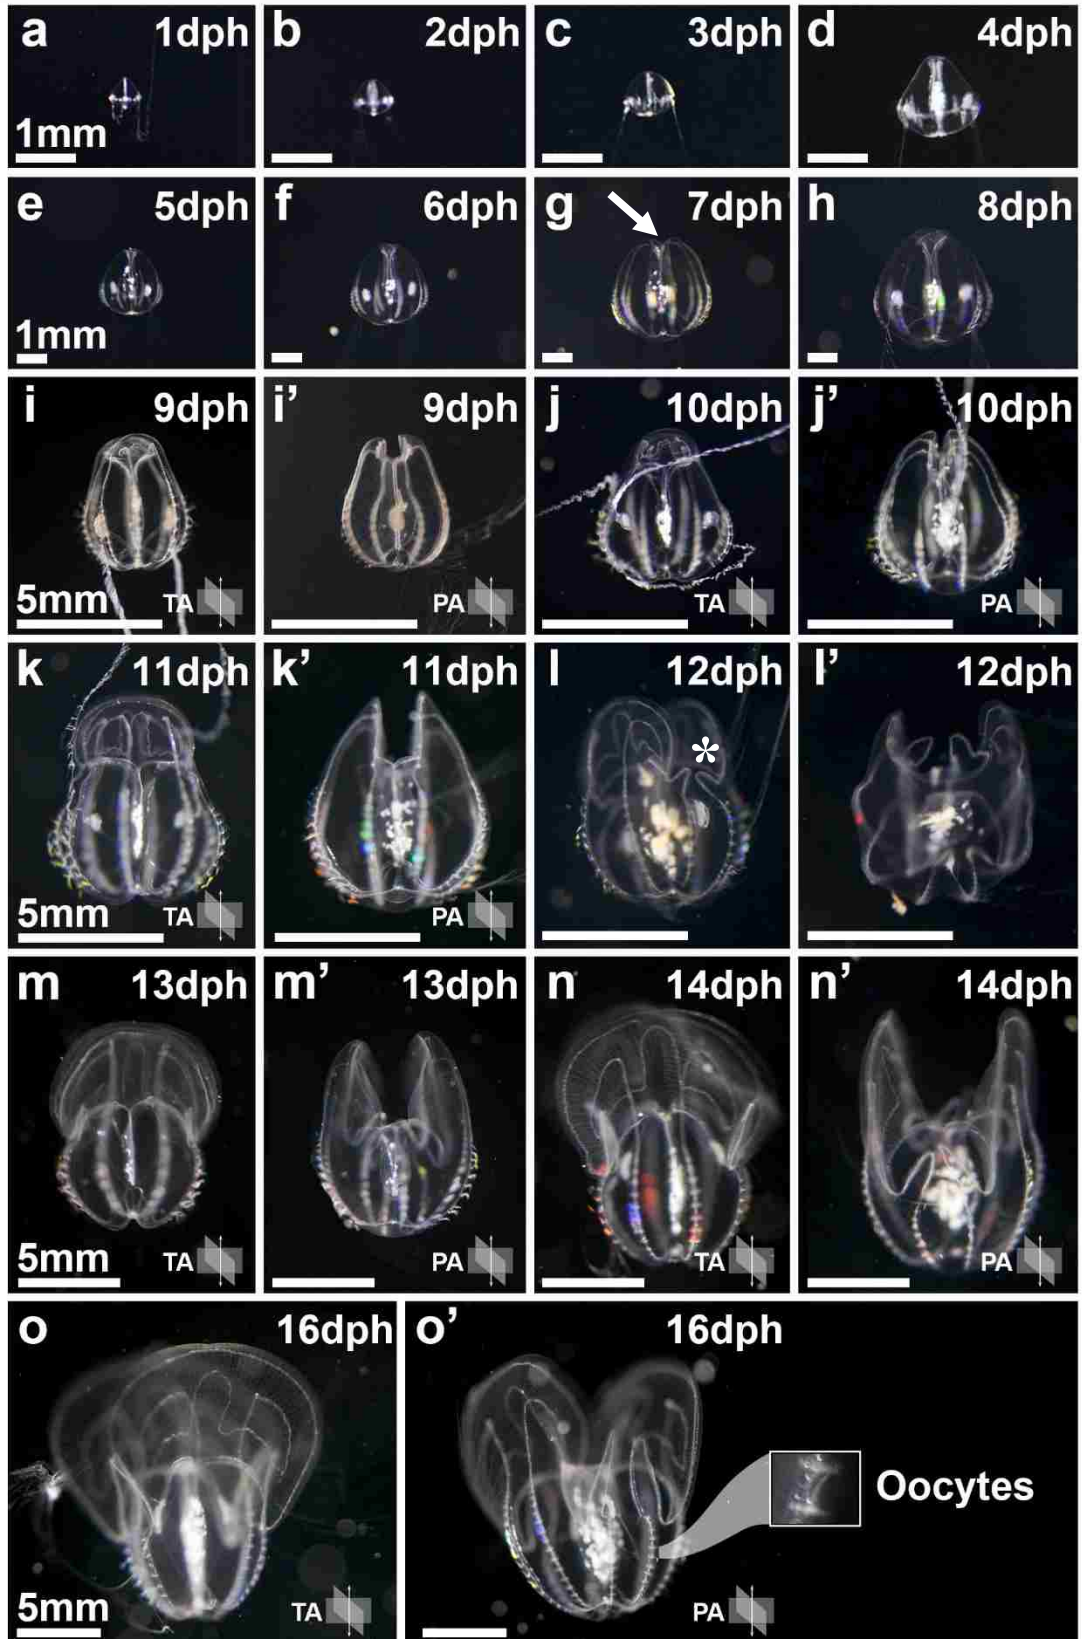 a 1dph
1mm
b 2dph
c 3dph
d 4dph
e 5dph
1mm
f 6dph
g 7dph
h 8dph
i 9dph
5mm TA
i’ 9dph
PA
j 10dph
TA
j’ 10dph
PA
k 11dph
5mm TA
k’ 11dph
PA
l 12dph
*
l’ 12dph
m 13dph
5mm TA
m’ 13dph
PA
n 14dph
TA
n’ 14dph
PA
o 16dph
5mm TA
o’ 16dph
Oocytes
PA